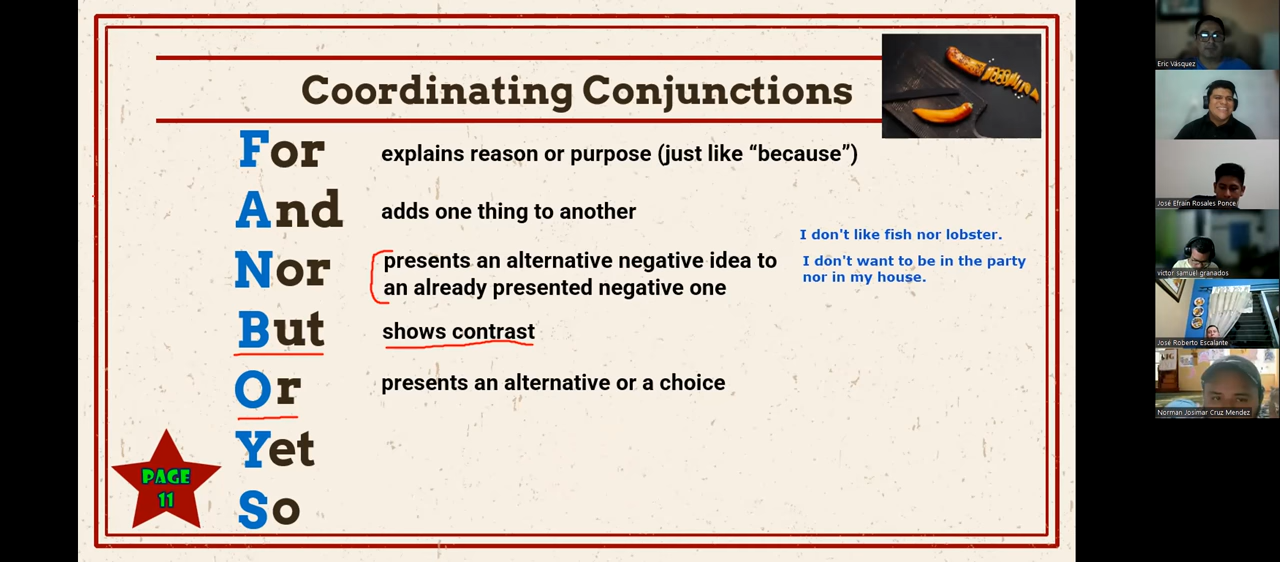 Coordinating Conjunctions
For
explains reason or purpose (just like “because”)
And
adds one thing to another
Nor
presents an alternative negative idea to
an already presented negative one
I don't like fish nor lobster.
I don't want to be in the party
nor in my house.
But
shows contrast
Or
presents an alternative or a choice
Yet
So
PAGE
11
Eric Vásquez
José Efraín Rosales Ponce
victor samuel granados
José Roberto Escalante
Norman Josimar Cruz Mendez